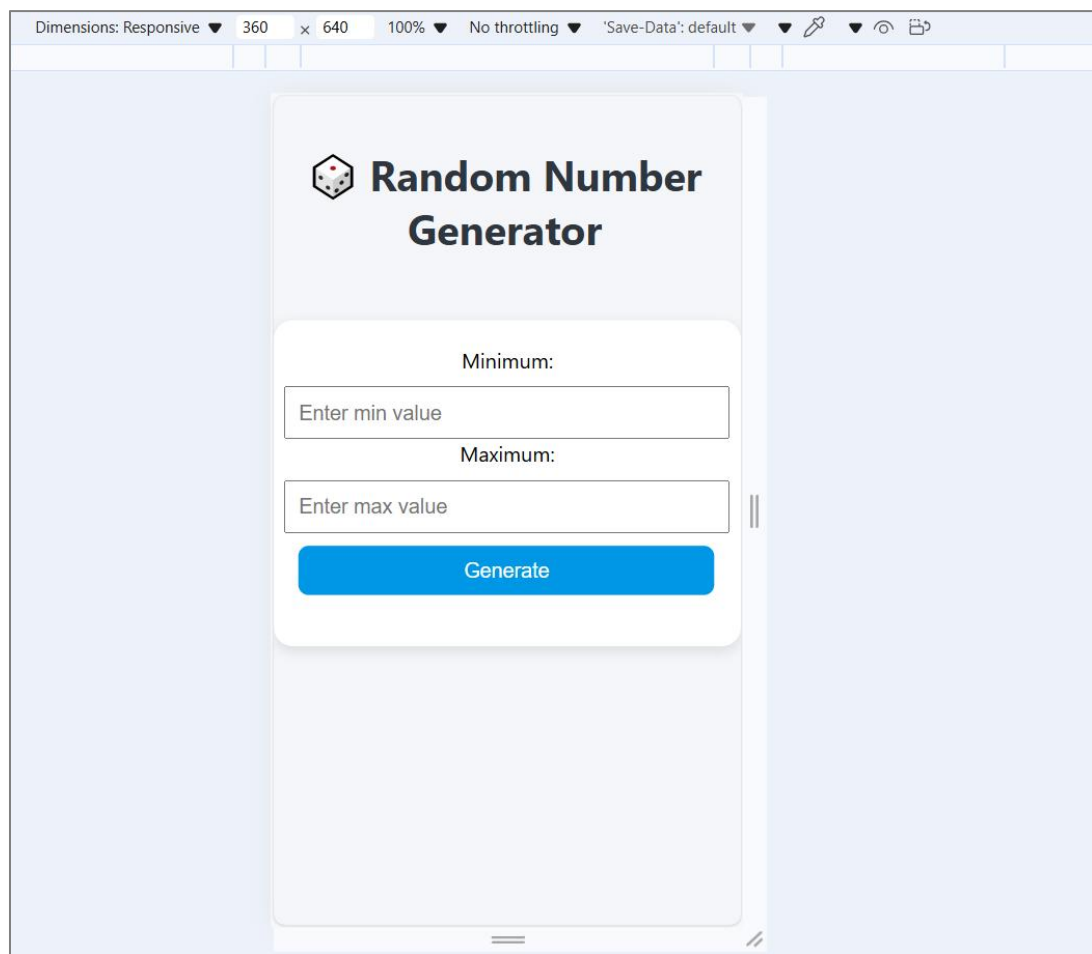 Dimensions: Responsive 360 × 640 100% No throttling 'Save-Data': default
Random Number
Generator
Minimum:
Enter min value
Maximum:
Enter max value
Generate